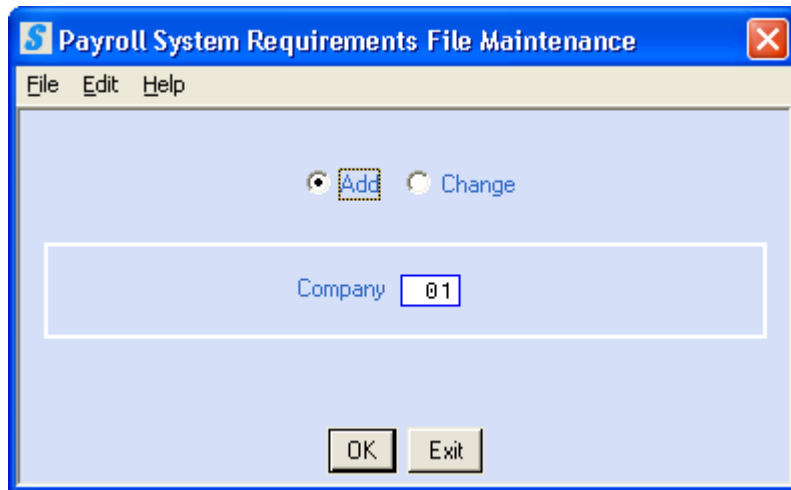 S Payroll System Requirements File Maintenance
File Edit Help
Add Change
Company 01
OK Exit